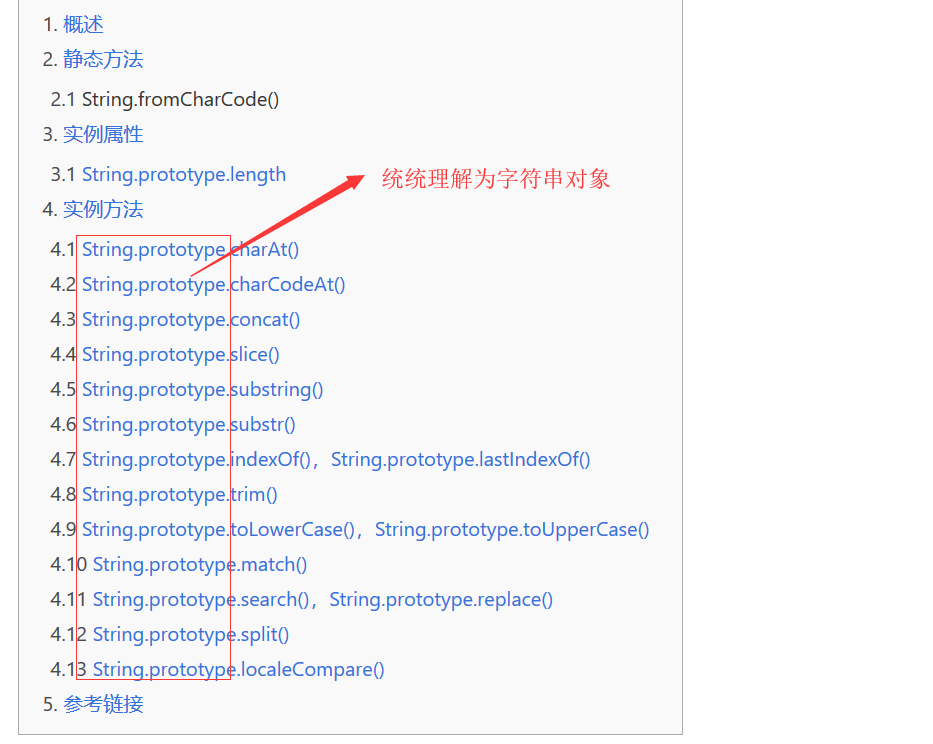 1. 概述
2. 静态方法
2.1 String.fromCharCode()
3. 实例属性
3.1 String.prototype.length
统统理解为字符串对象
4. 实例方法
4.1 String.prototype.charAt()
4.2 String.prototype.charCodeAt()
4.3 String.prototype.concat()
4.4 String.prototype.slice()
4.5 String.prototype.substring()
4.6 String.prototype.substr()
4.7 String.prototype.indexOf()，String.prototype.lastIndexOf()
4.8 String.prototype.trim()
4.9 String.prototype.toLowerCase()，String.prototype.toUpperCase()
4.10 String.prototype.match()
4.11 String.prototype.search()，String.prototype.replace()
4.12 String.prototype.split()
4.13 String.prototype.localeCompare()
5. 参考链接